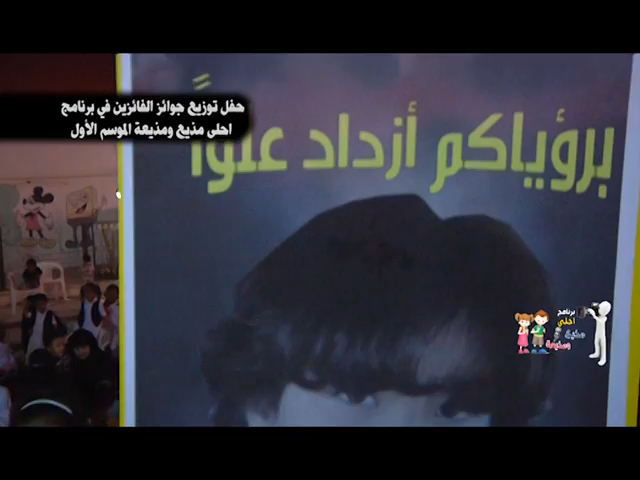 حفل توزيع جوائز الفائزين في برنامج
احلى مذيع ومذيعة الموسم الأول
برؤياكم أزداد علواً
برنامج
احلى
مذيع
ومذيعة